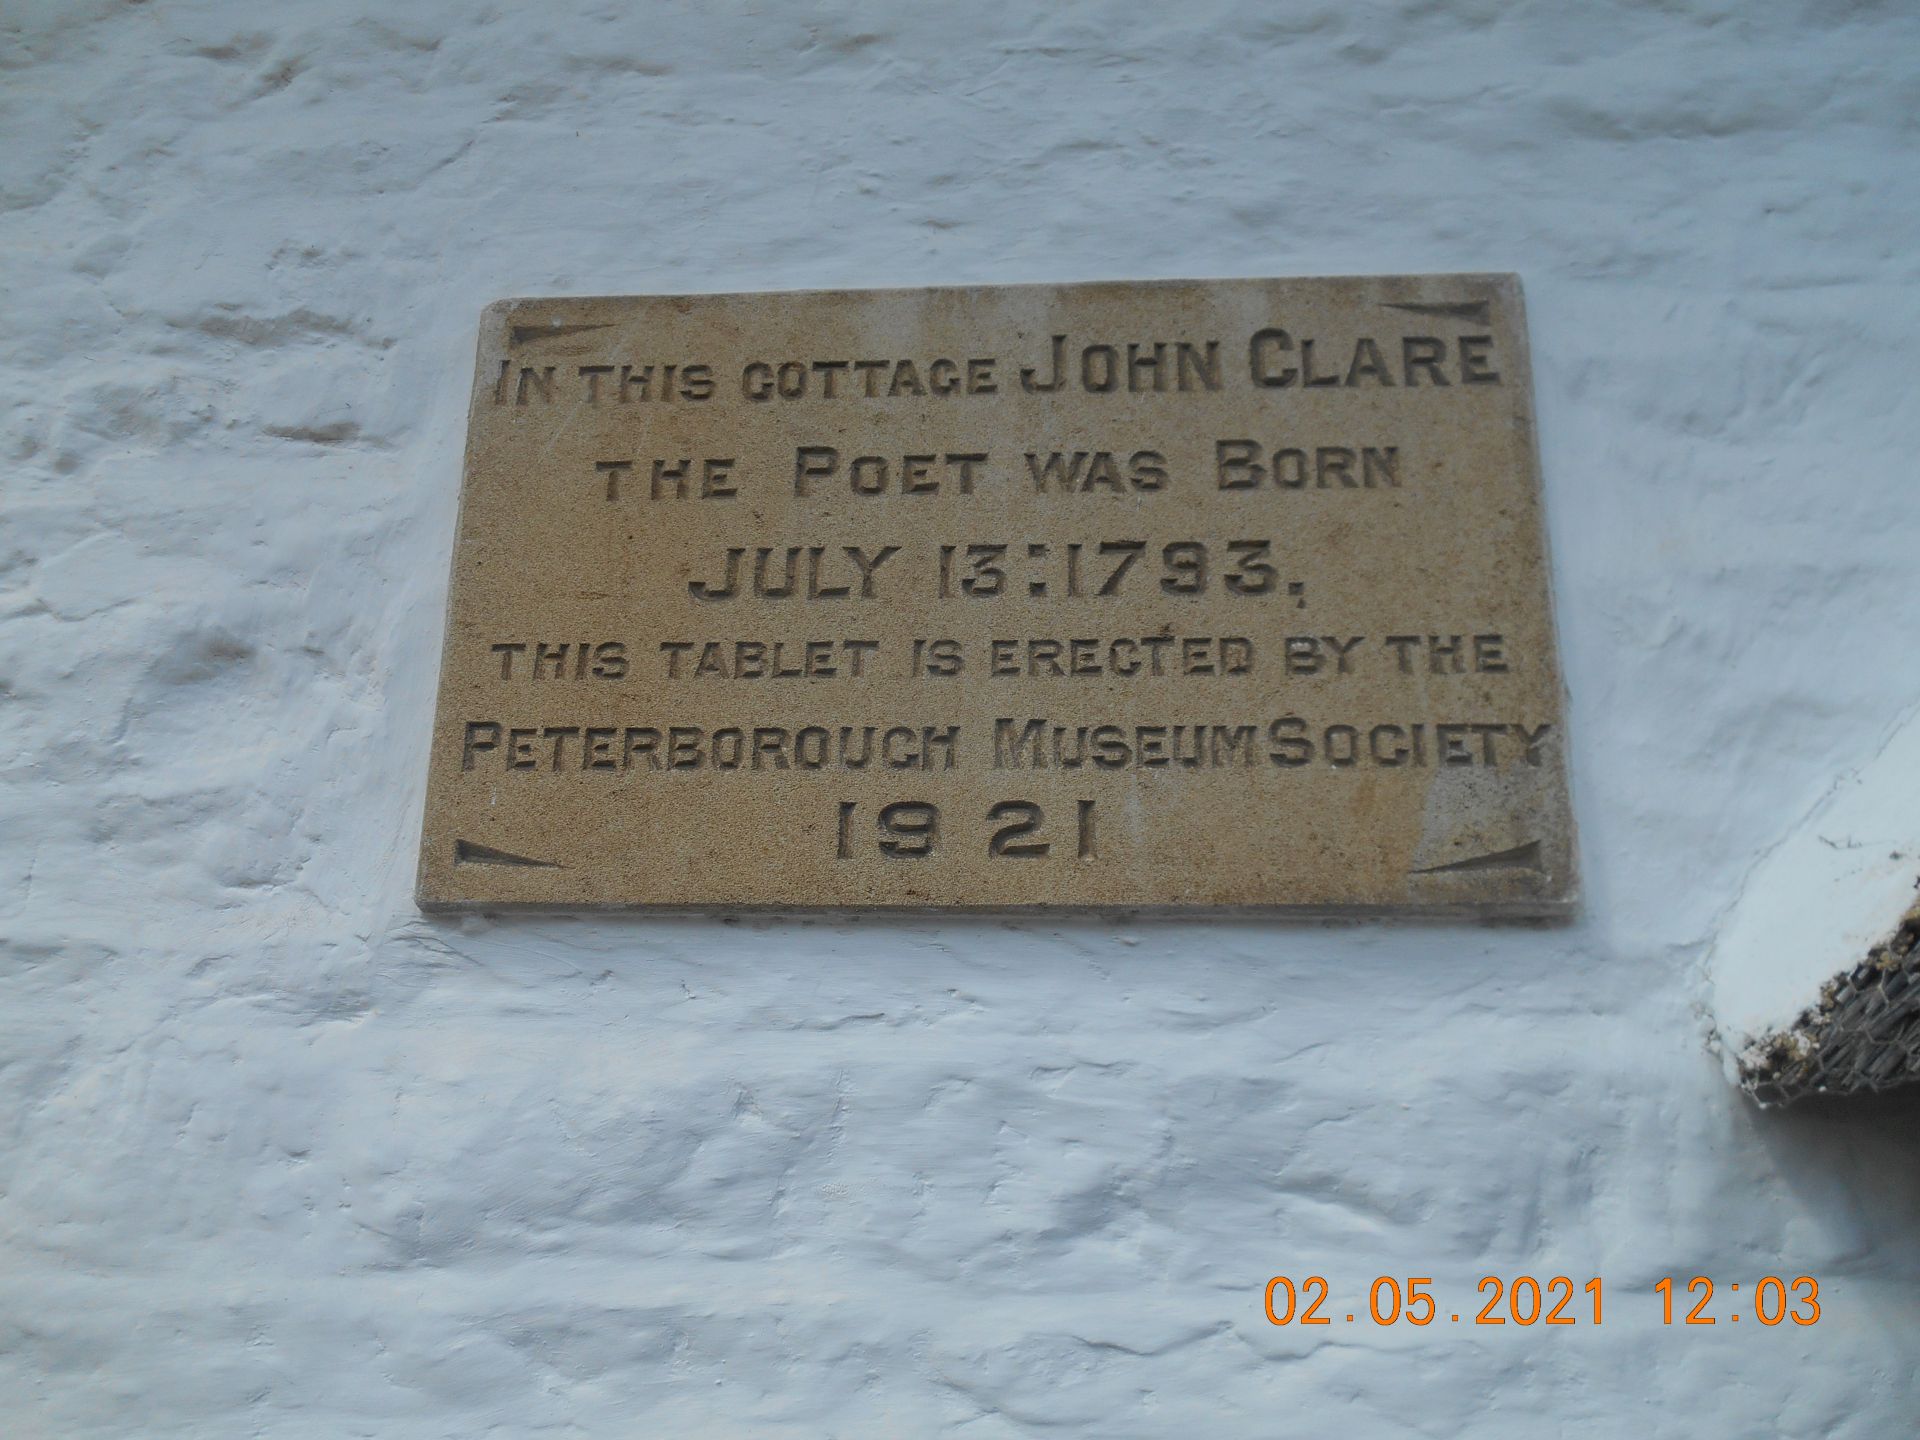 IN THIS COTTAGE JOHN CLARE
THE POET WAS BORN
JULY 13:1793.
THIS TABLET IS ERECTED BY THE
PETERBOROUGH MUSEUM SOCIETY
1921
02.05.2021 12:03